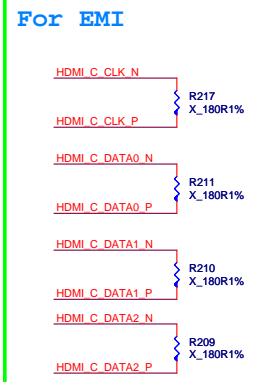 For EMI
HDMI_C_CLK_N
R217
X_180R1%
HDMI_C_CLK_P
HDMI_C_DATA0_N
R211
X_180R1%
HDMI_C_DATA0_P
HDMI_C_DATA1_N
R210
X_180R1%
HDMI_C_DATA1_P
HDMI_C_DATA2_N
R209
X_180R1%
HDMI_C_DATA2_P